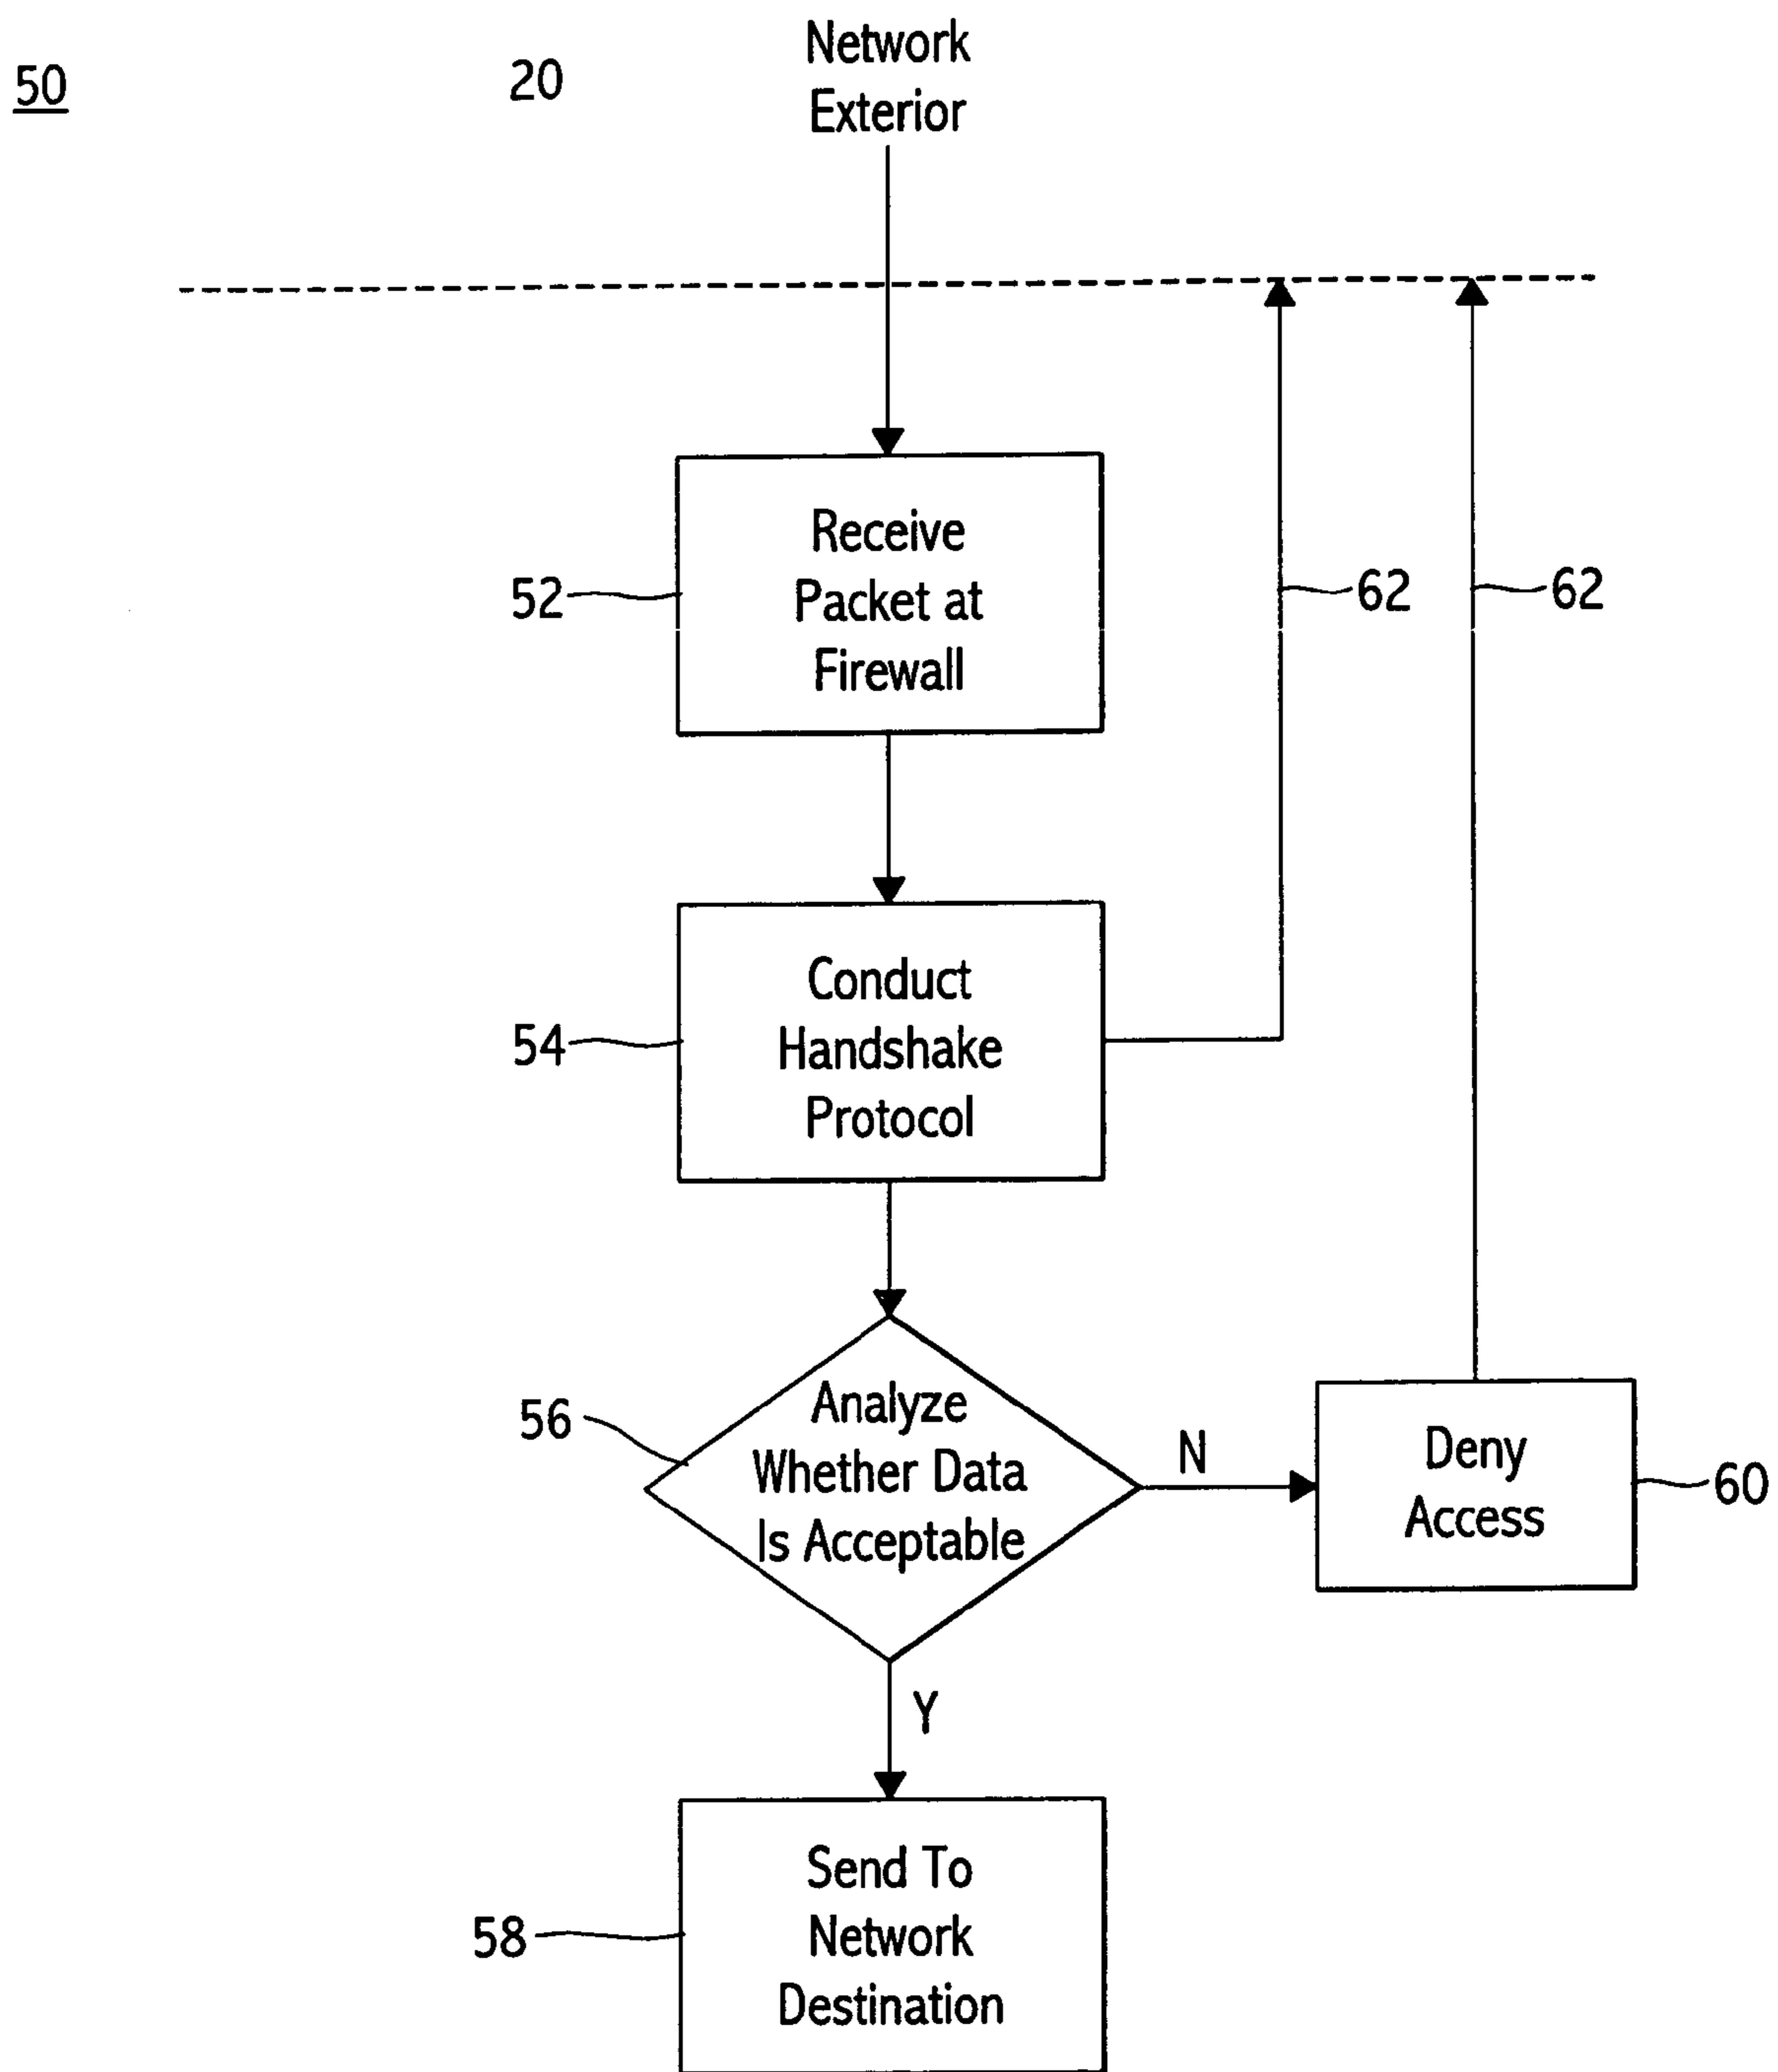 50
20
Network
Exterior
Receive
Packet at
Firewall
52
62
62
Conduct
Handshake
Protocol
54
Analyze
Whether Data
Is Acceptable
56
N
Deny
Access
60
Y
Send To
Network
Destination
58